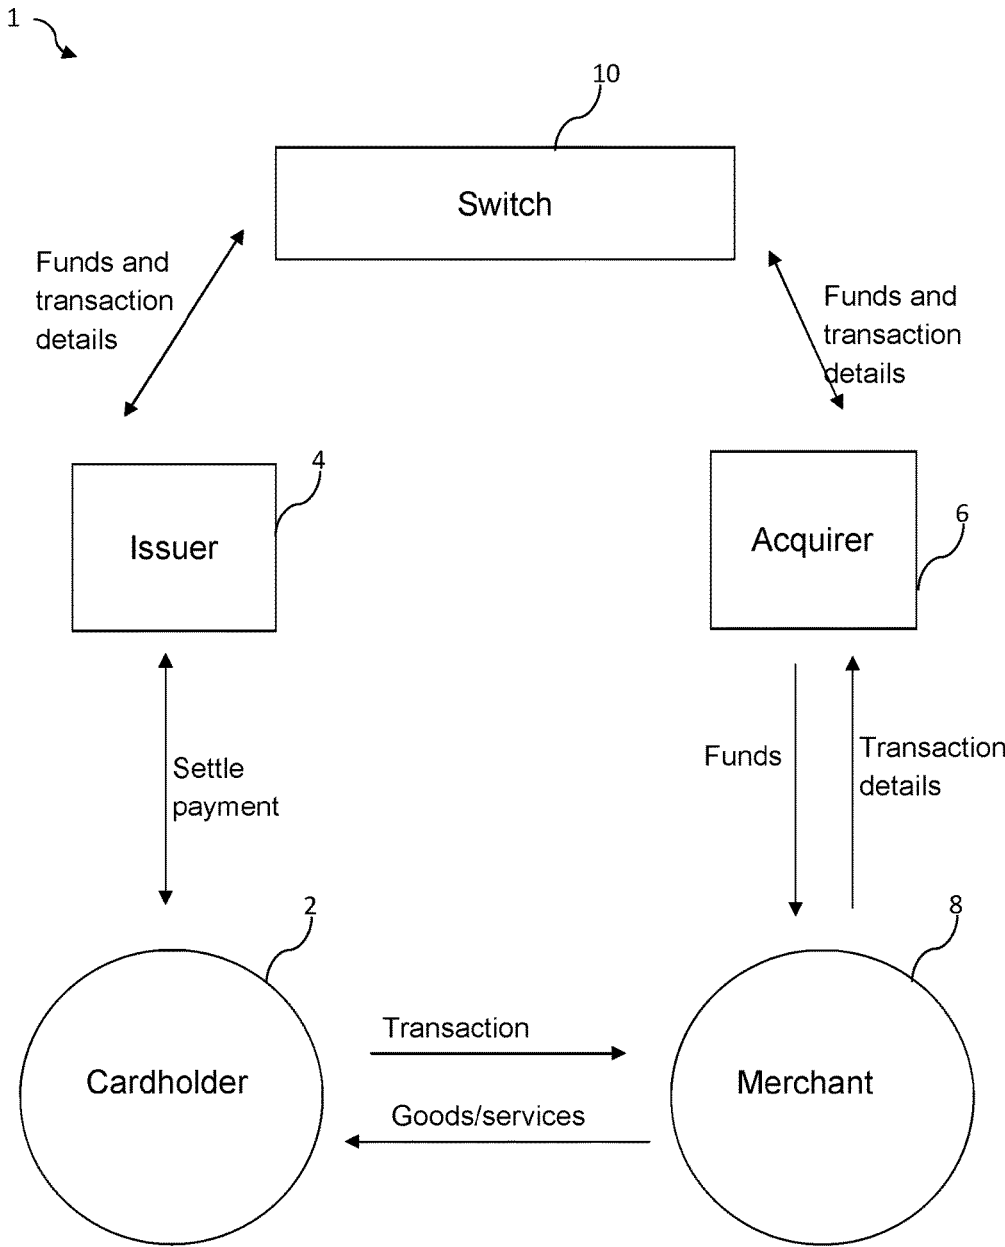 1
10
Switch
Funds and
transaction
details
Funds and
transaction
details
4
Issuer
6
Acquirer
Settle
payment
Funds
Transaction
details
2
8
Cardholder
Transaction
Goods/services
Merchant